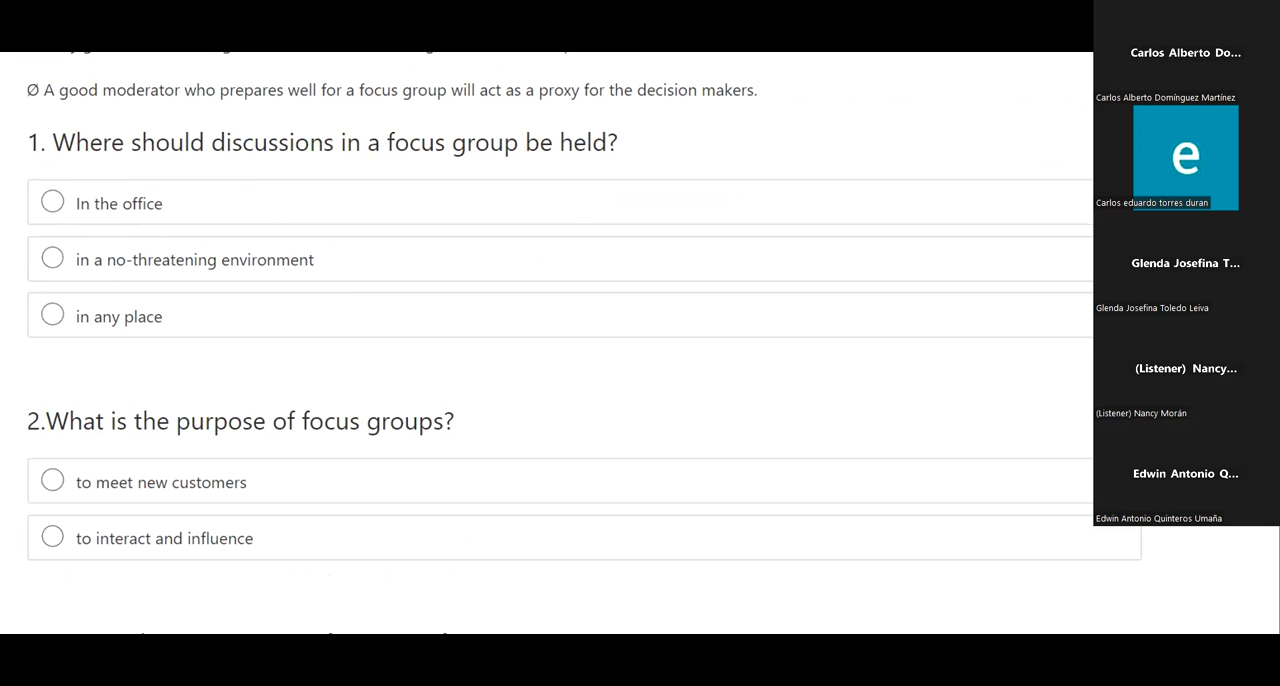 Ø A good moderator who prepares well for a focus group will act as a proxy for the decision makers.
1. Where should discussions in a focus group be held?
In the office
in a no-threatening environment
in any place
2.What is the purpose of focus groups?
to meet new customers
to interact and influence
Carlos Alberto Do...
Carlos Alberto Domínguez Martínez
e
Carlos eduardo torres duran
Glenda Josefina T...
Glenda Josefina Toledo Leiva
(Listener) Nancy...
(Listener) Nancy Morán
Edwin Antonio Q...
Edwin Antonio Quinteros Umaña